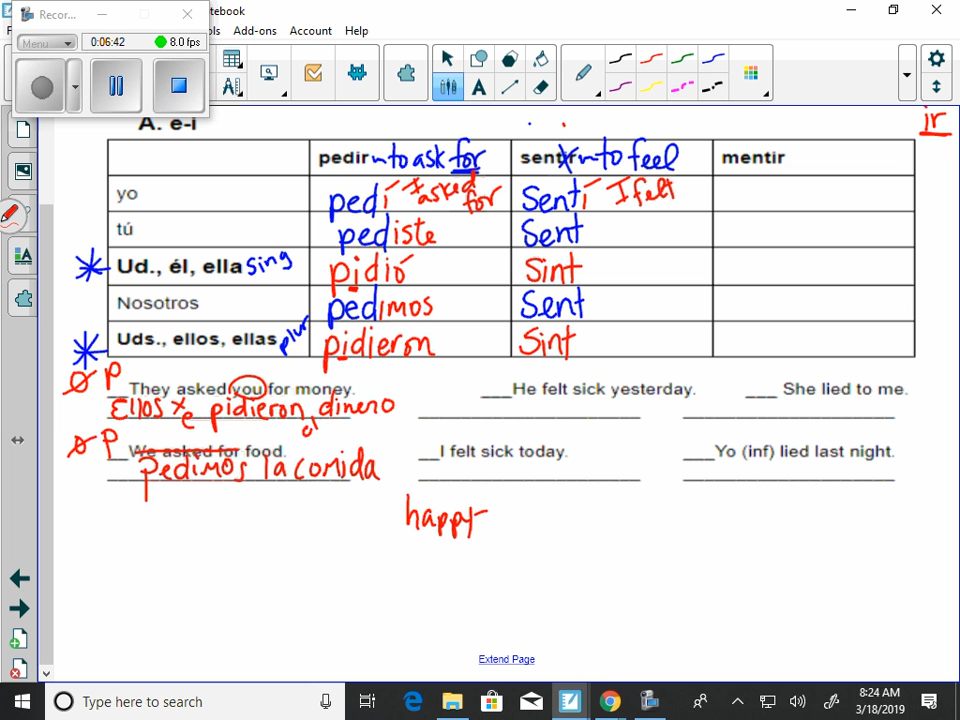 Recor...
otebook
Menu
0:06:42
8.0 fps
ols Add-ons Account Help
A. e-i
ir
pedir to ask for
sentir to feel
mentir
yo
pedí I asked for
Sentí I felt
tú
pediste
Sent
Ud., él, ella sing
pidió
Sint
Nosotros
pedimos
Sent
Uds., ellos, ellas plur
pidieron
Sint
Ø P
__They asked you for money.
___He felt sick yesterday.
___ She lied to me.
Ellos te pidieron dinero
el
Ø P
__We asked for food.
__I felt sick today.
___Yo (inf) lied last night.
pedimos la comida
happy
Extend Page
Type here to search
8:24 AM
3/18/2019